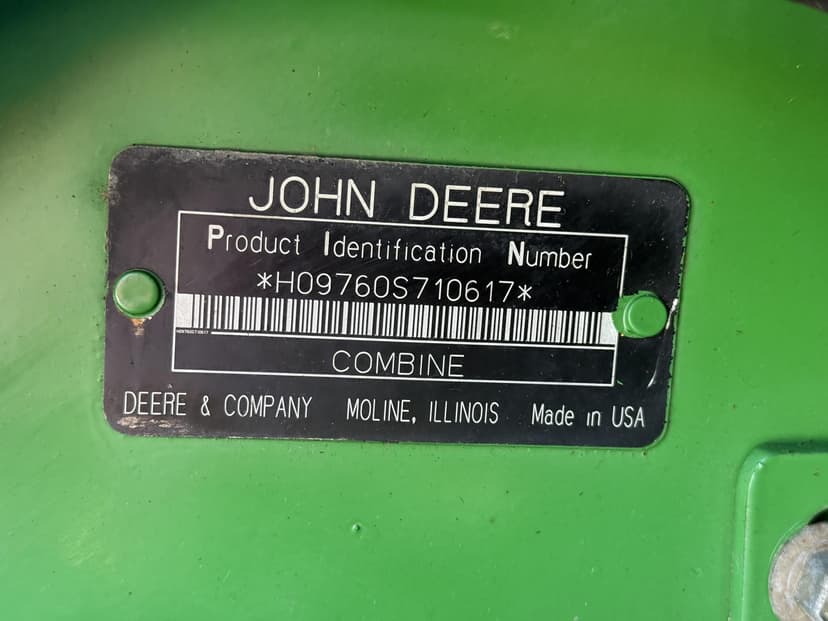 JOHN DEERE
Product Identification Number
*H09760S710617*
COMBINE
DEERE & COMPANY MOLINE, ILLINOIS Made in USA